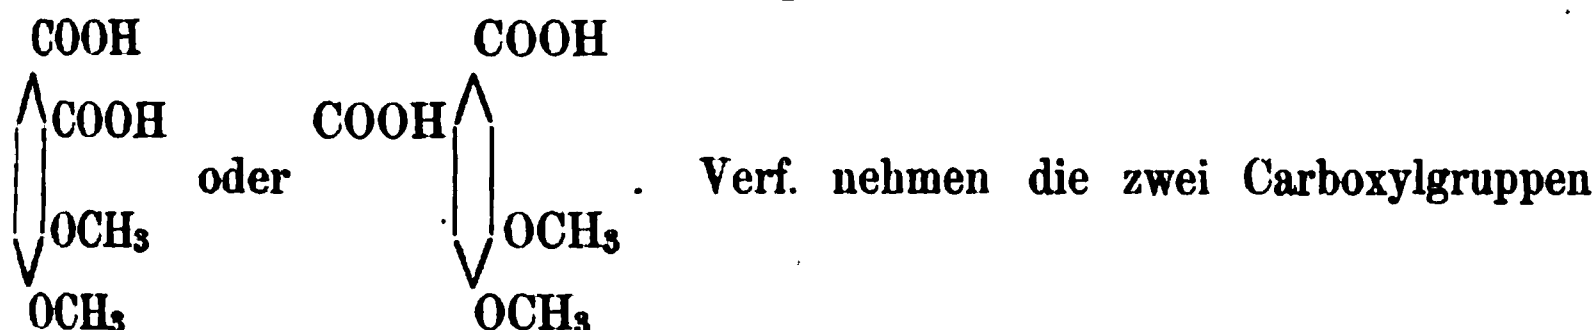 COOH COOH
COOH COOH
oder . Verf. nehmen die zwei Carboxylgruppen
OCH₃ OCH₃
OCH₃ OCH₃